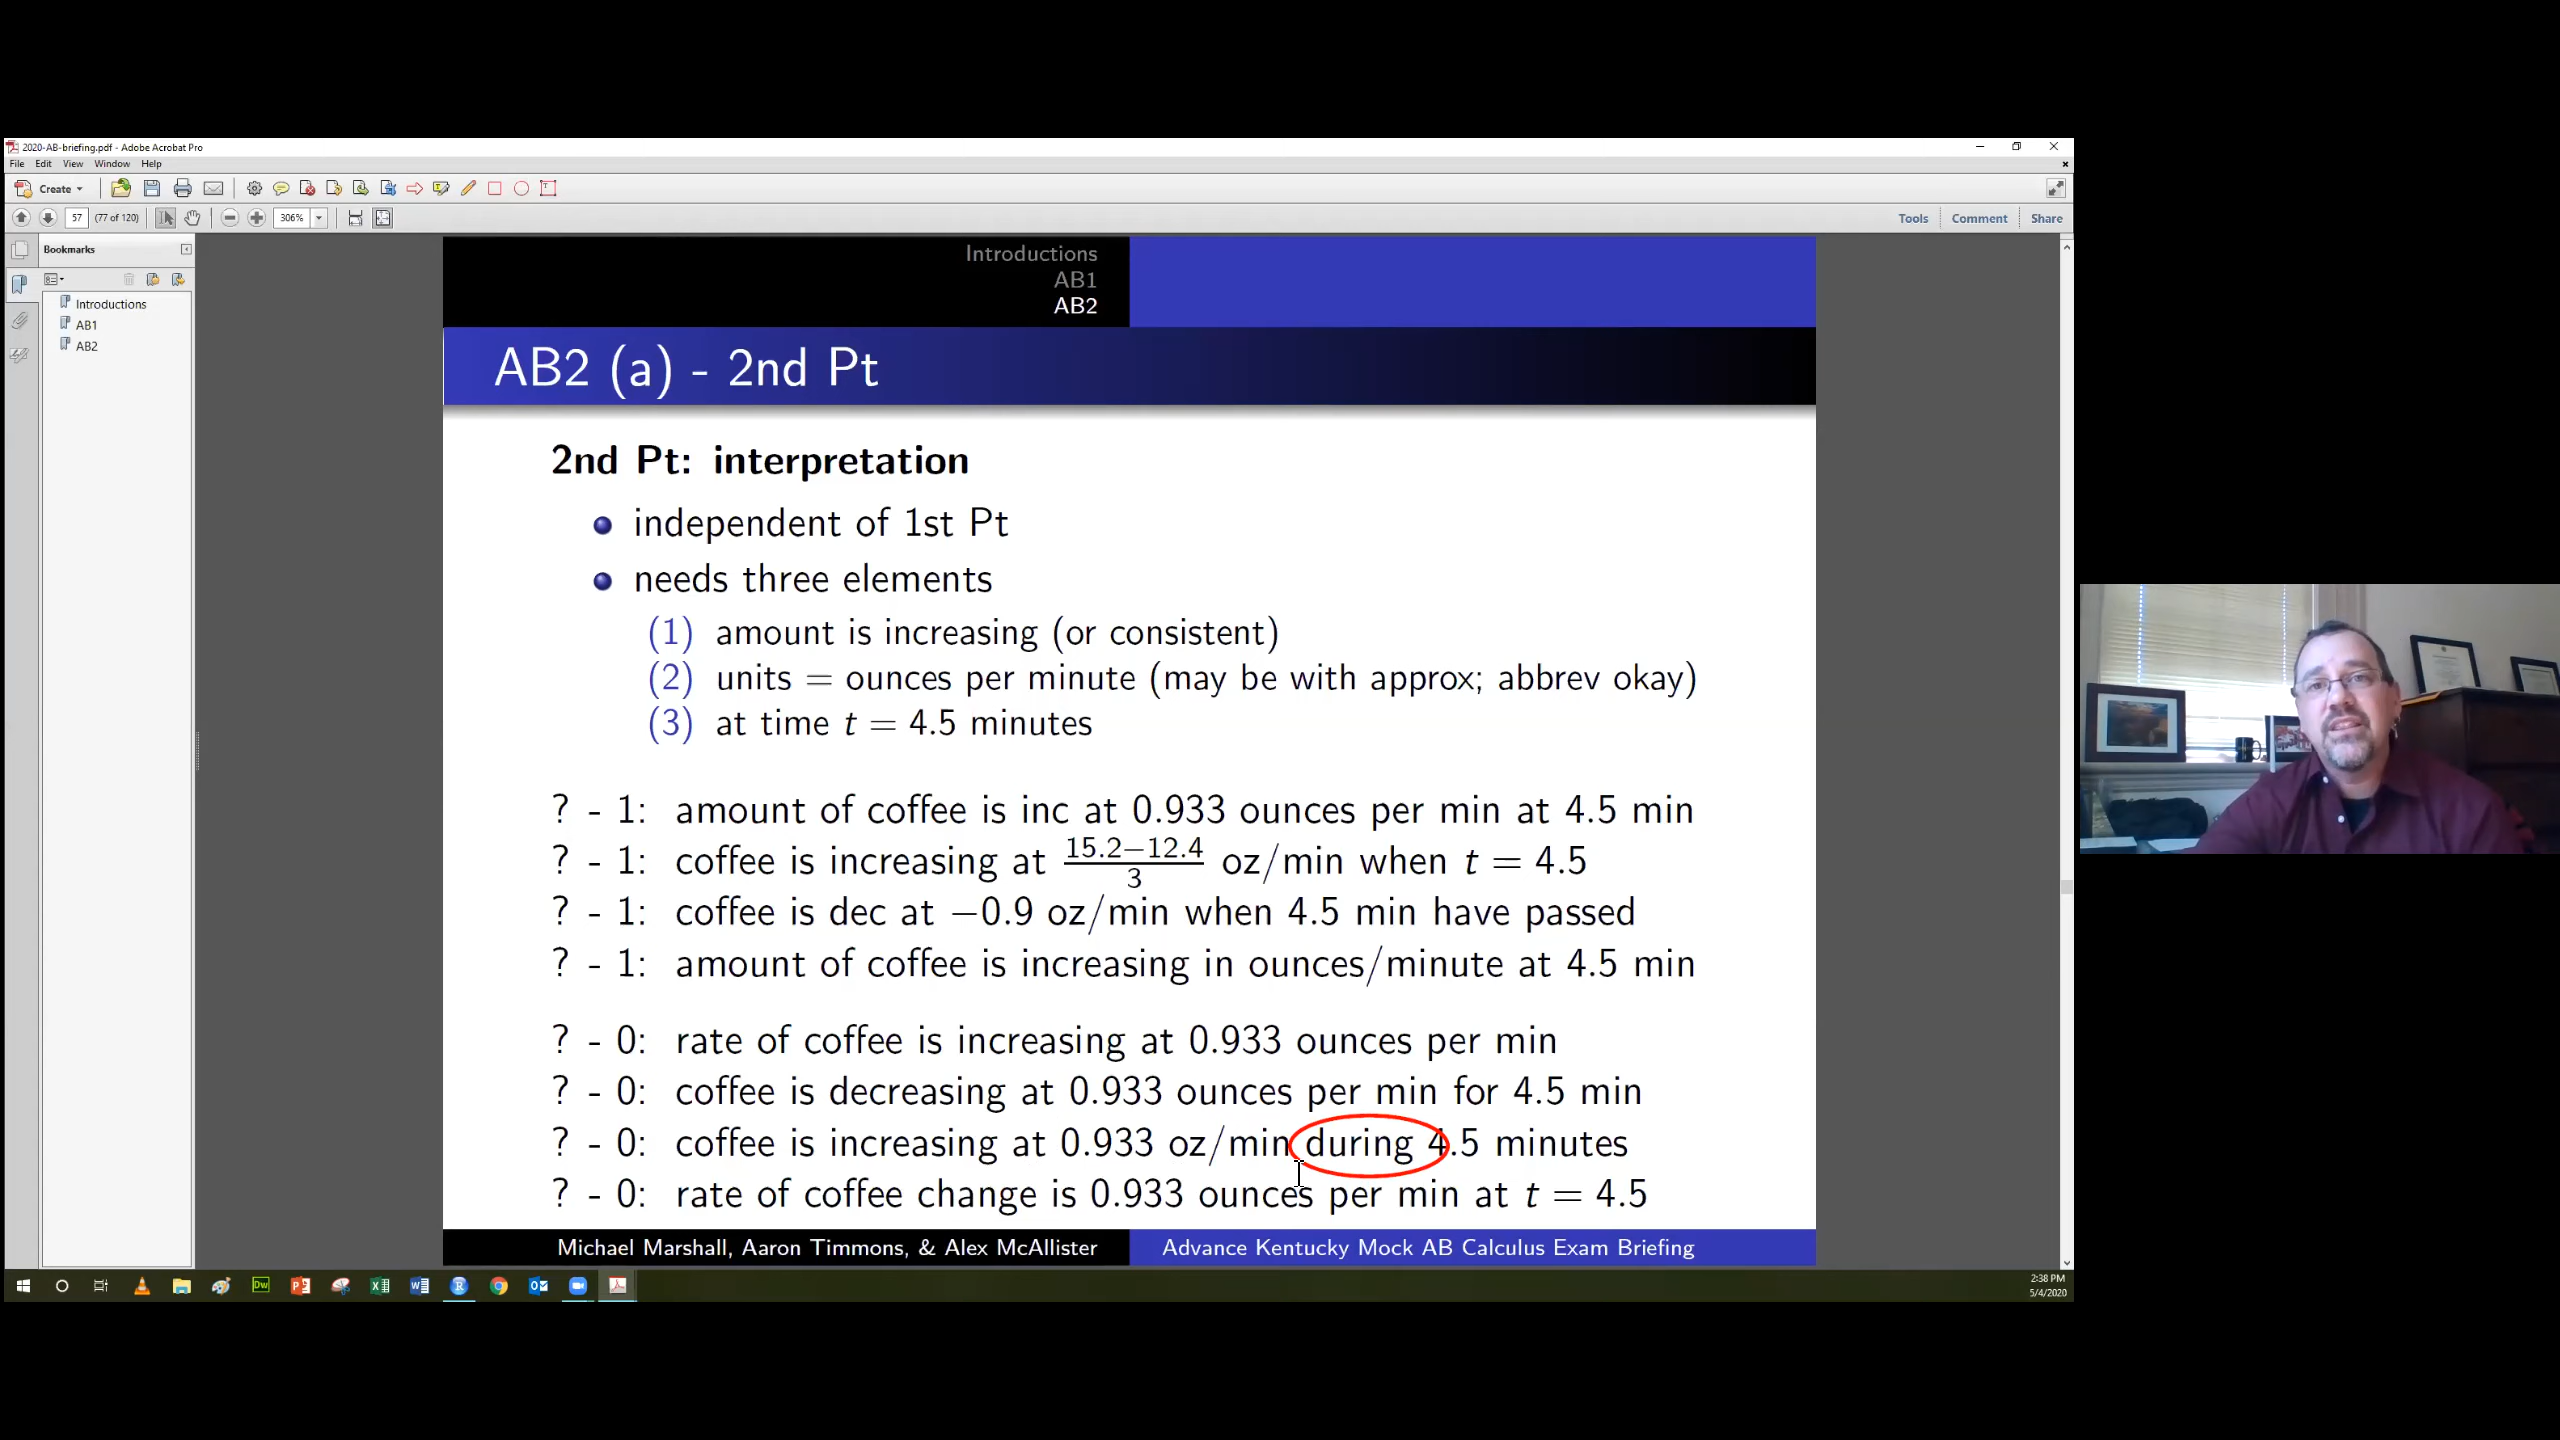 2020-AB-briefing.pdf - Adobe Acrobat Pro
File Edit View Window Help
Create
57 (77 of 120) 306% Tools Comment Share
Bookmarks
Introductions
AB1
AB2
Introductions
AB1
AB2
AB2 (a) - 2nd Pt
2nd Pt: interpretation
independent of 1st Pt
needs three elements
(1) amount is increasing (or consistent)
(2) units = ounces per minute (may be with approx; abbrev okay)
(3) at time t = 4.5 minutes
? - 1: amount of coffee is inc at 0.933 ounces per min at 4.5 min
? - 1: coffee is increasing at (15.2−12.4)/3 oz/min when t = 4.5
? - 1: coffee is dec at −0.9 oz/min when 4.5 min have passed
? - 1: amount of coffee is increasing in ounces/minute at 4.5 min
? - 0: rate of coffee is increasing at 0.933 ounces per min
? - 0: coffee is decreasing at 0.933 ounces per min for 4.5 min
? - 0: coffee is increasing at 0.933 oz/min during 4.5 minutes
? - 0: rate of coffee change is 0.933 ounces per min at t = 4.5
Michael Marshall, Aaron Timmons, & Alex McAllister Advance Kentucky Mock AB Calculus Exam Briefing
2:38 PM
5/4/2020